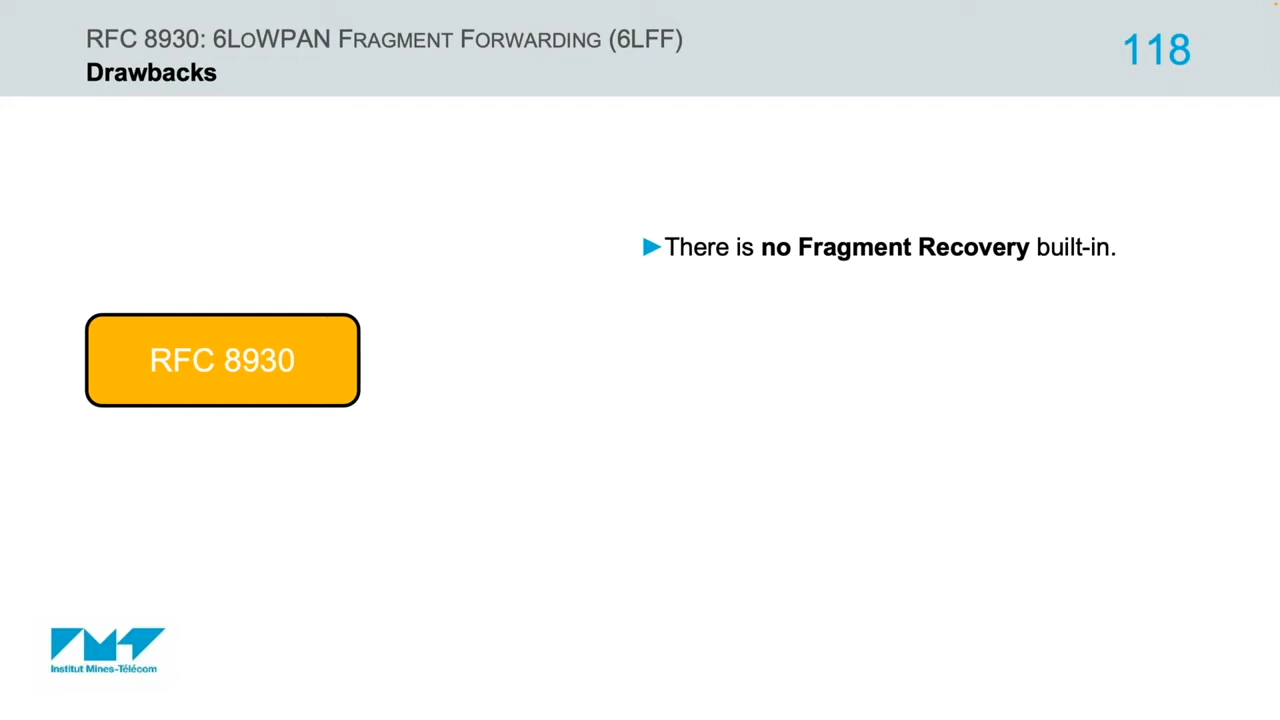 RFC 8930: 6LoWPAN Fragment Forwarding (6LFF)
Drawbacks
118
►There is no Fragment Recovery built-in.
RFC 8930
IMT
Institut Mines-Télécom